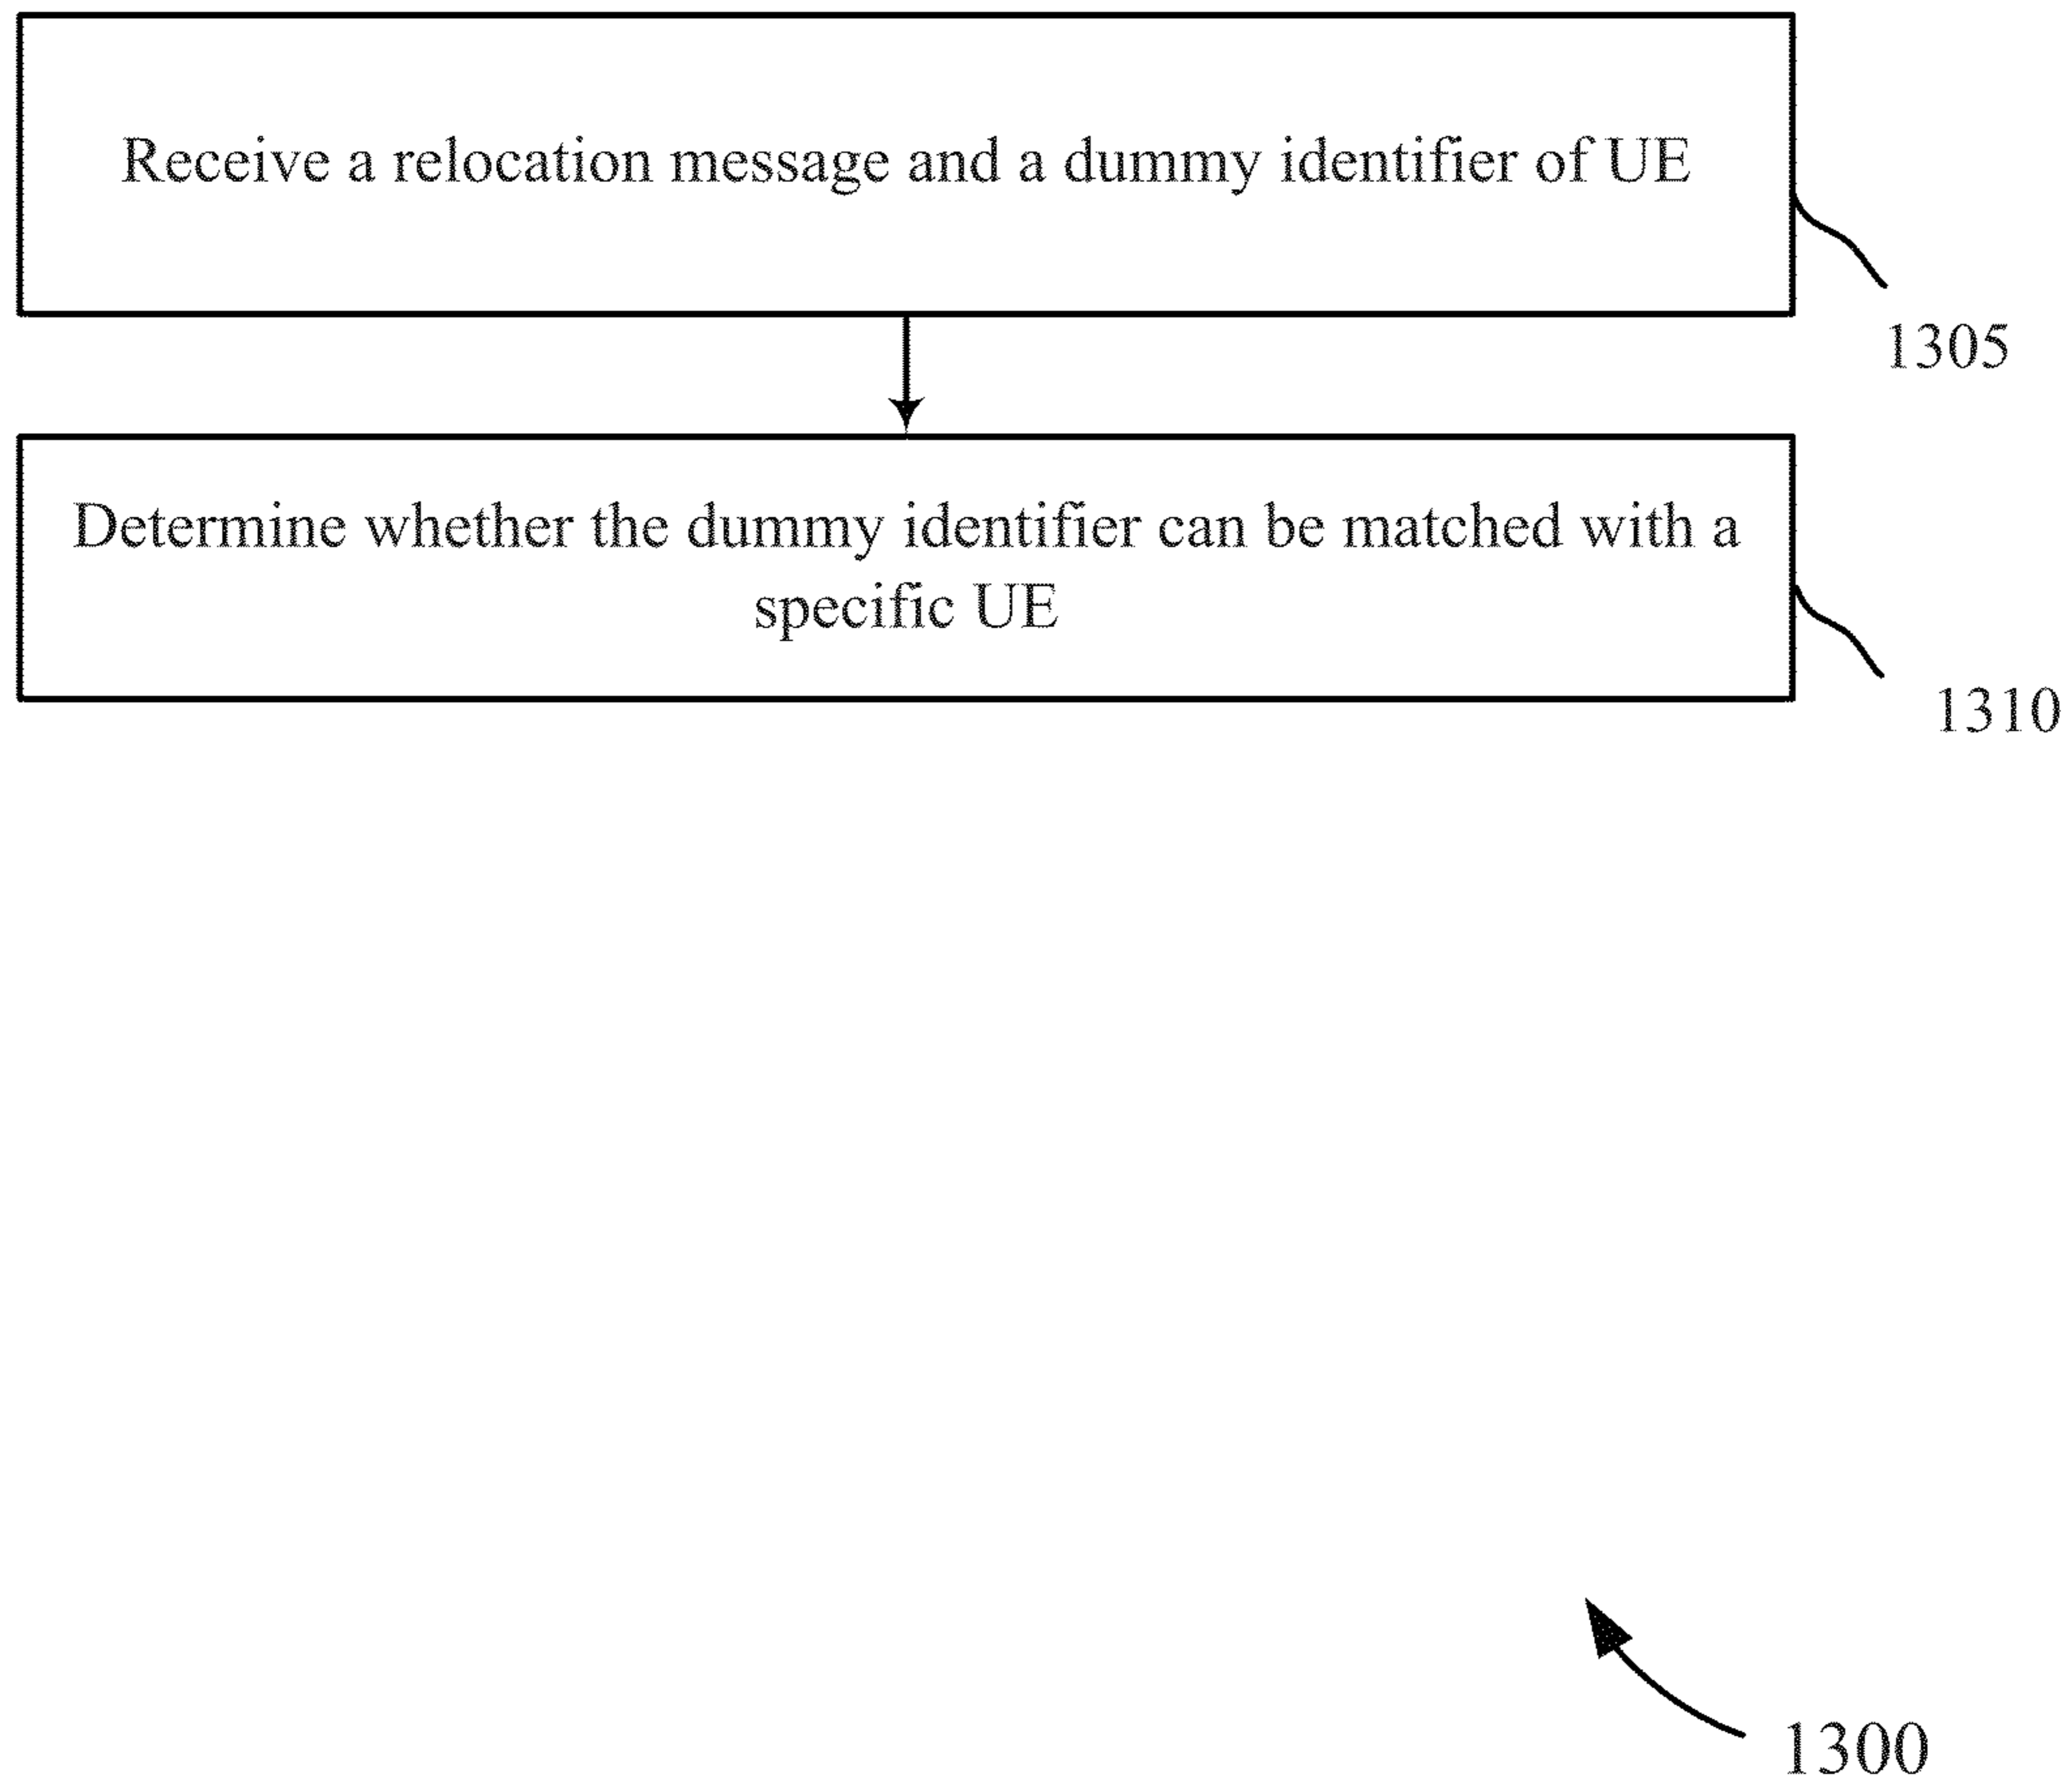 Receive a relocation message and a dummy identifier of UE
1305
Determine whether the dummy identifier can be matched with a
specific UE
1310
1300